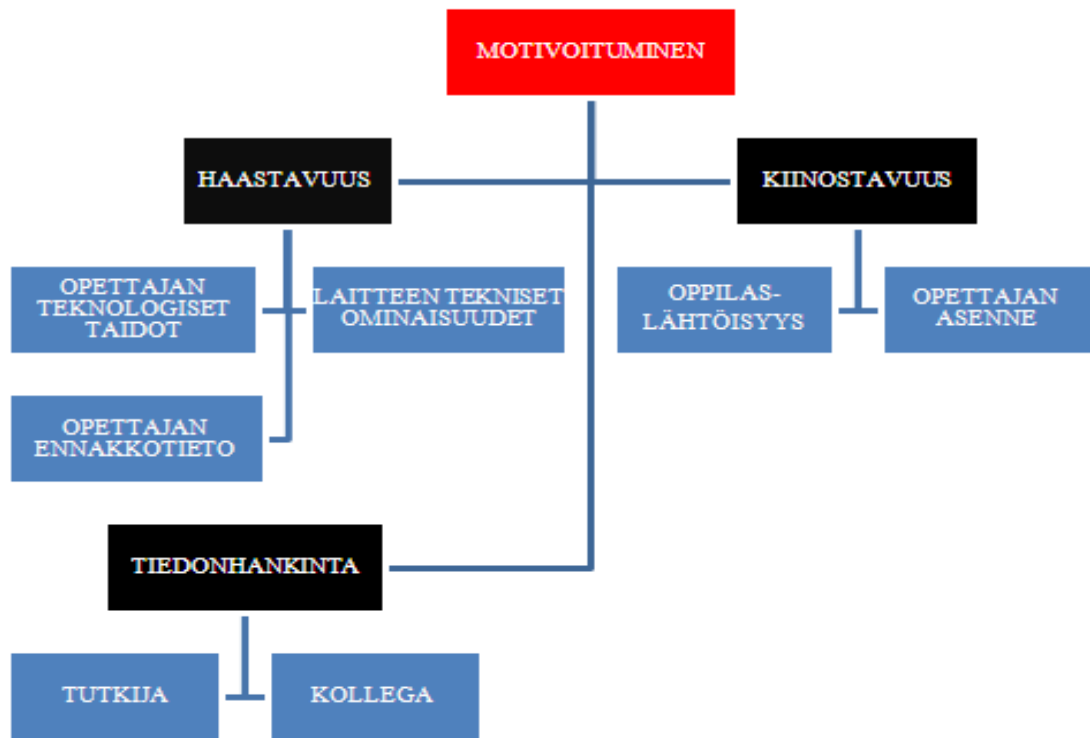 MOTIVOITUMINEN
HAASTAVUUS
KIINOSTAVUUS
OPETTAJAN
TEKNOLOGISET
TAIDOT
LAITTEEN TEKNISET
OMINAISUUDET
OPPILAS-
LÄHTÖISYYS
OPETTAJAN
ASENNE
OPETTAJAN
ENNAKKOTIETO
TIEDONHANKINTA
TUTKIJA
KOLLEGA